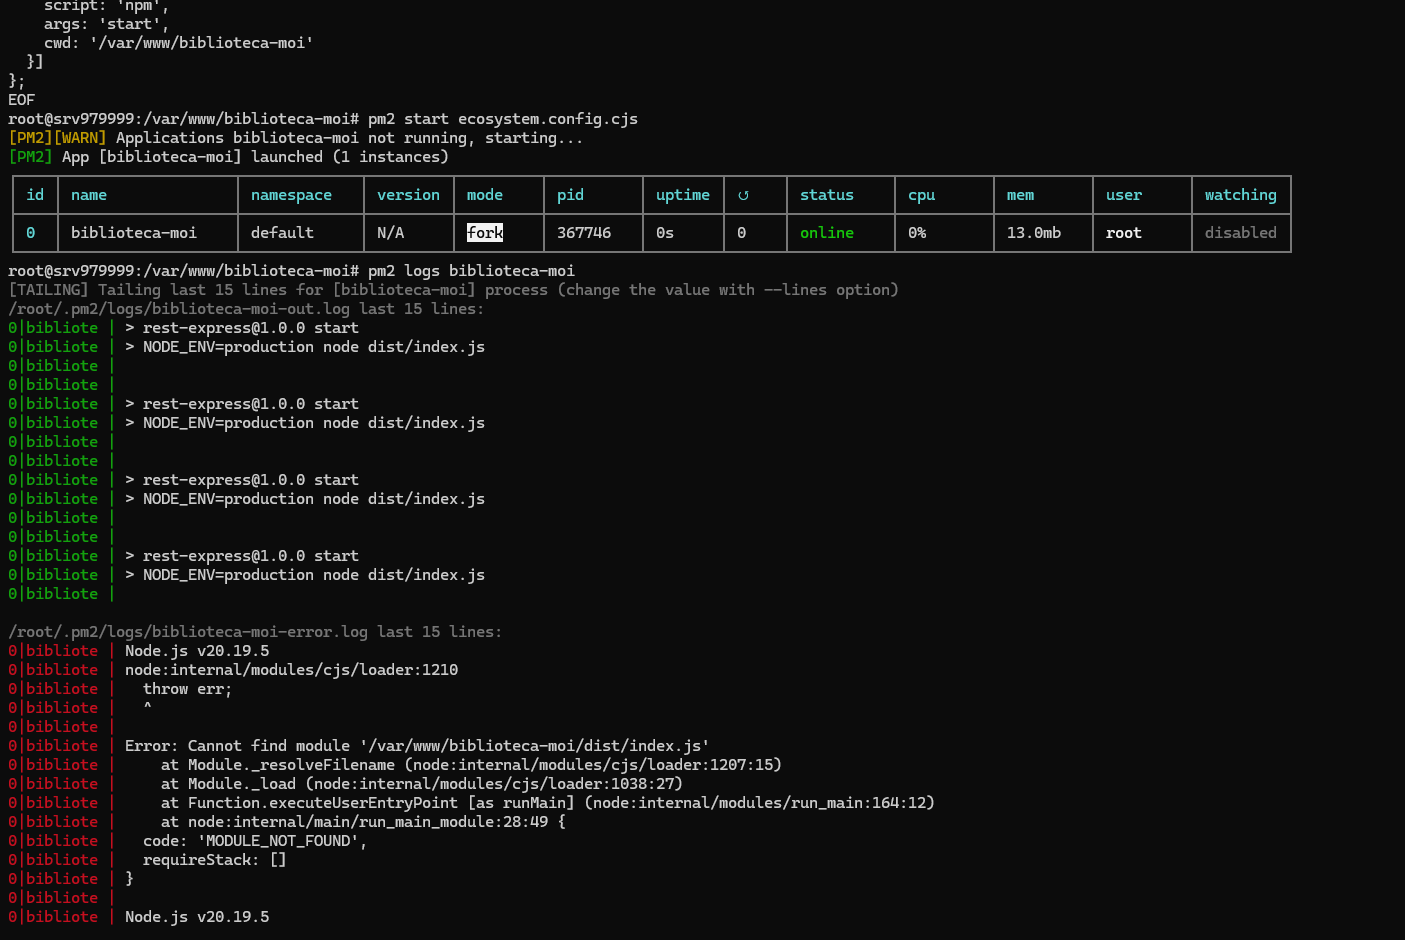 script: 'npm',
    args: 'start',
    cwd: '/var/www/biblioteca-moi'
  }]
};
EOF
root@srv979999:/var/www/biblioteca-moi# pm2 start ecosystem.config.cjs
[PM2][WARN] Applications biblioteca-moi not running, starting...
[PM2] App [biblioteca-moi] launched (1 instances)
id name namespace version mode pid uptime ↺ status cpu mem user watching
0 biblioteca-moi default N/A fork 367746 0s 0 online 0% 13.0mb root disabled
root@srv979999:/var/www/biblioteca-moi# pm2 logs biblioteca-moi
[TAILING] Tailing last 15 lines for [biblioteca-moi] process (change the value with --lines option)
/root/.pm2/logs/biblioteca-moi-out.log last 15 lines:
0|bibliote | > rest-express@1.0.0 start
0|bibliote | > NODE_ENV=production node dist/index.js
0|bibliote |
0|bibliote |
0|bibliote | > rest-express@1.0.0 start
0|bibliote | > NODE_ENV=production node dist/index.js
0|bibliote |
0|bibliote |
0|bibliote | > rest-express@1.0.0 start
0|bibliote | > NODE_ENV=production node dist/index.js
0|bibliote |
0|bibliote |
0|bibliote | > rest-express@1.0.0 start
0|bibliote | > NODE_ENV=production node dist/index.js
0|bibliote |
/root/.pm2/logs/biblioteca-moi-error.log last 15 lines:
0|bibliote | Node.js v20.19.5
0|bibliote | node:internal/modules/cjs/loader:1210
0|bibliote |   throw err;
0|bibliote |   ^
0|bibliote |
0|bibliote | Error: Cannot find module '/var/www/biblioteca-moi/dist/index.js'
0|bibliote |     at Module._resolveFilename (node:internal/modules/cjs/loader:1207:15)
0|bibliote |     at Module._load (node:internal/modules/cjs/loader:1038:27)
0|bibliote |     at Function.executeUserEntryPoint [as runMain] (node:internal/modules/run_main:164:12)
0|bibliote |     at node:internal/main/run_main_module:28:49 {
0|bibliote |   code: 'MODULE_NOT_FOUND',
0|bibliote |   requireStack: []
0|bibliote | }
0|bibliote |
0|bibliote | Node.js v20.19.5